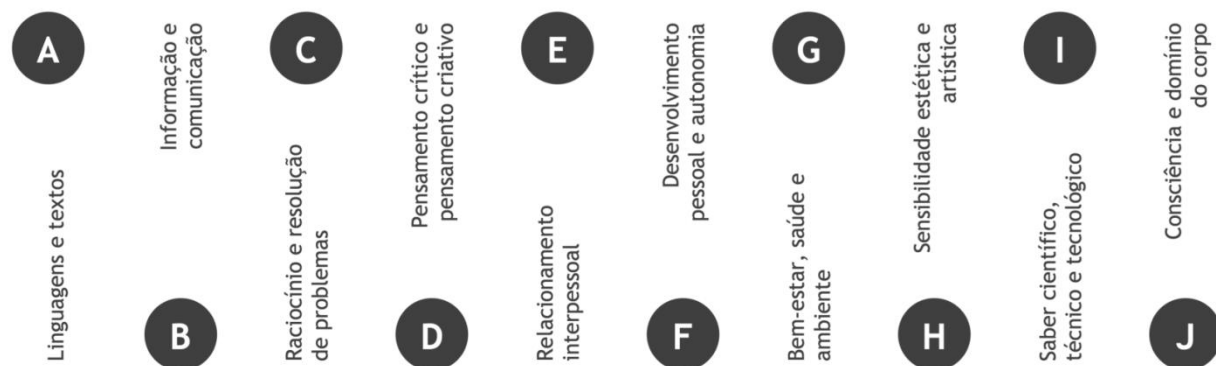 A
Linguagens e textos
Informação e
comunicação
B
C
Raciocínio e resolução
de problemas
Pensamento crítico e
pensamento criativo
D
E
Relacionamento
interpessoal
Desenvolvimento
pessoal e autonomia
F
G
Bem-estar, saúde e
ambiente
Sensibilidade estética e
artística
H
I
Saber científico,
técnico e tecnológico
Consciência e domínio
do corpo
J